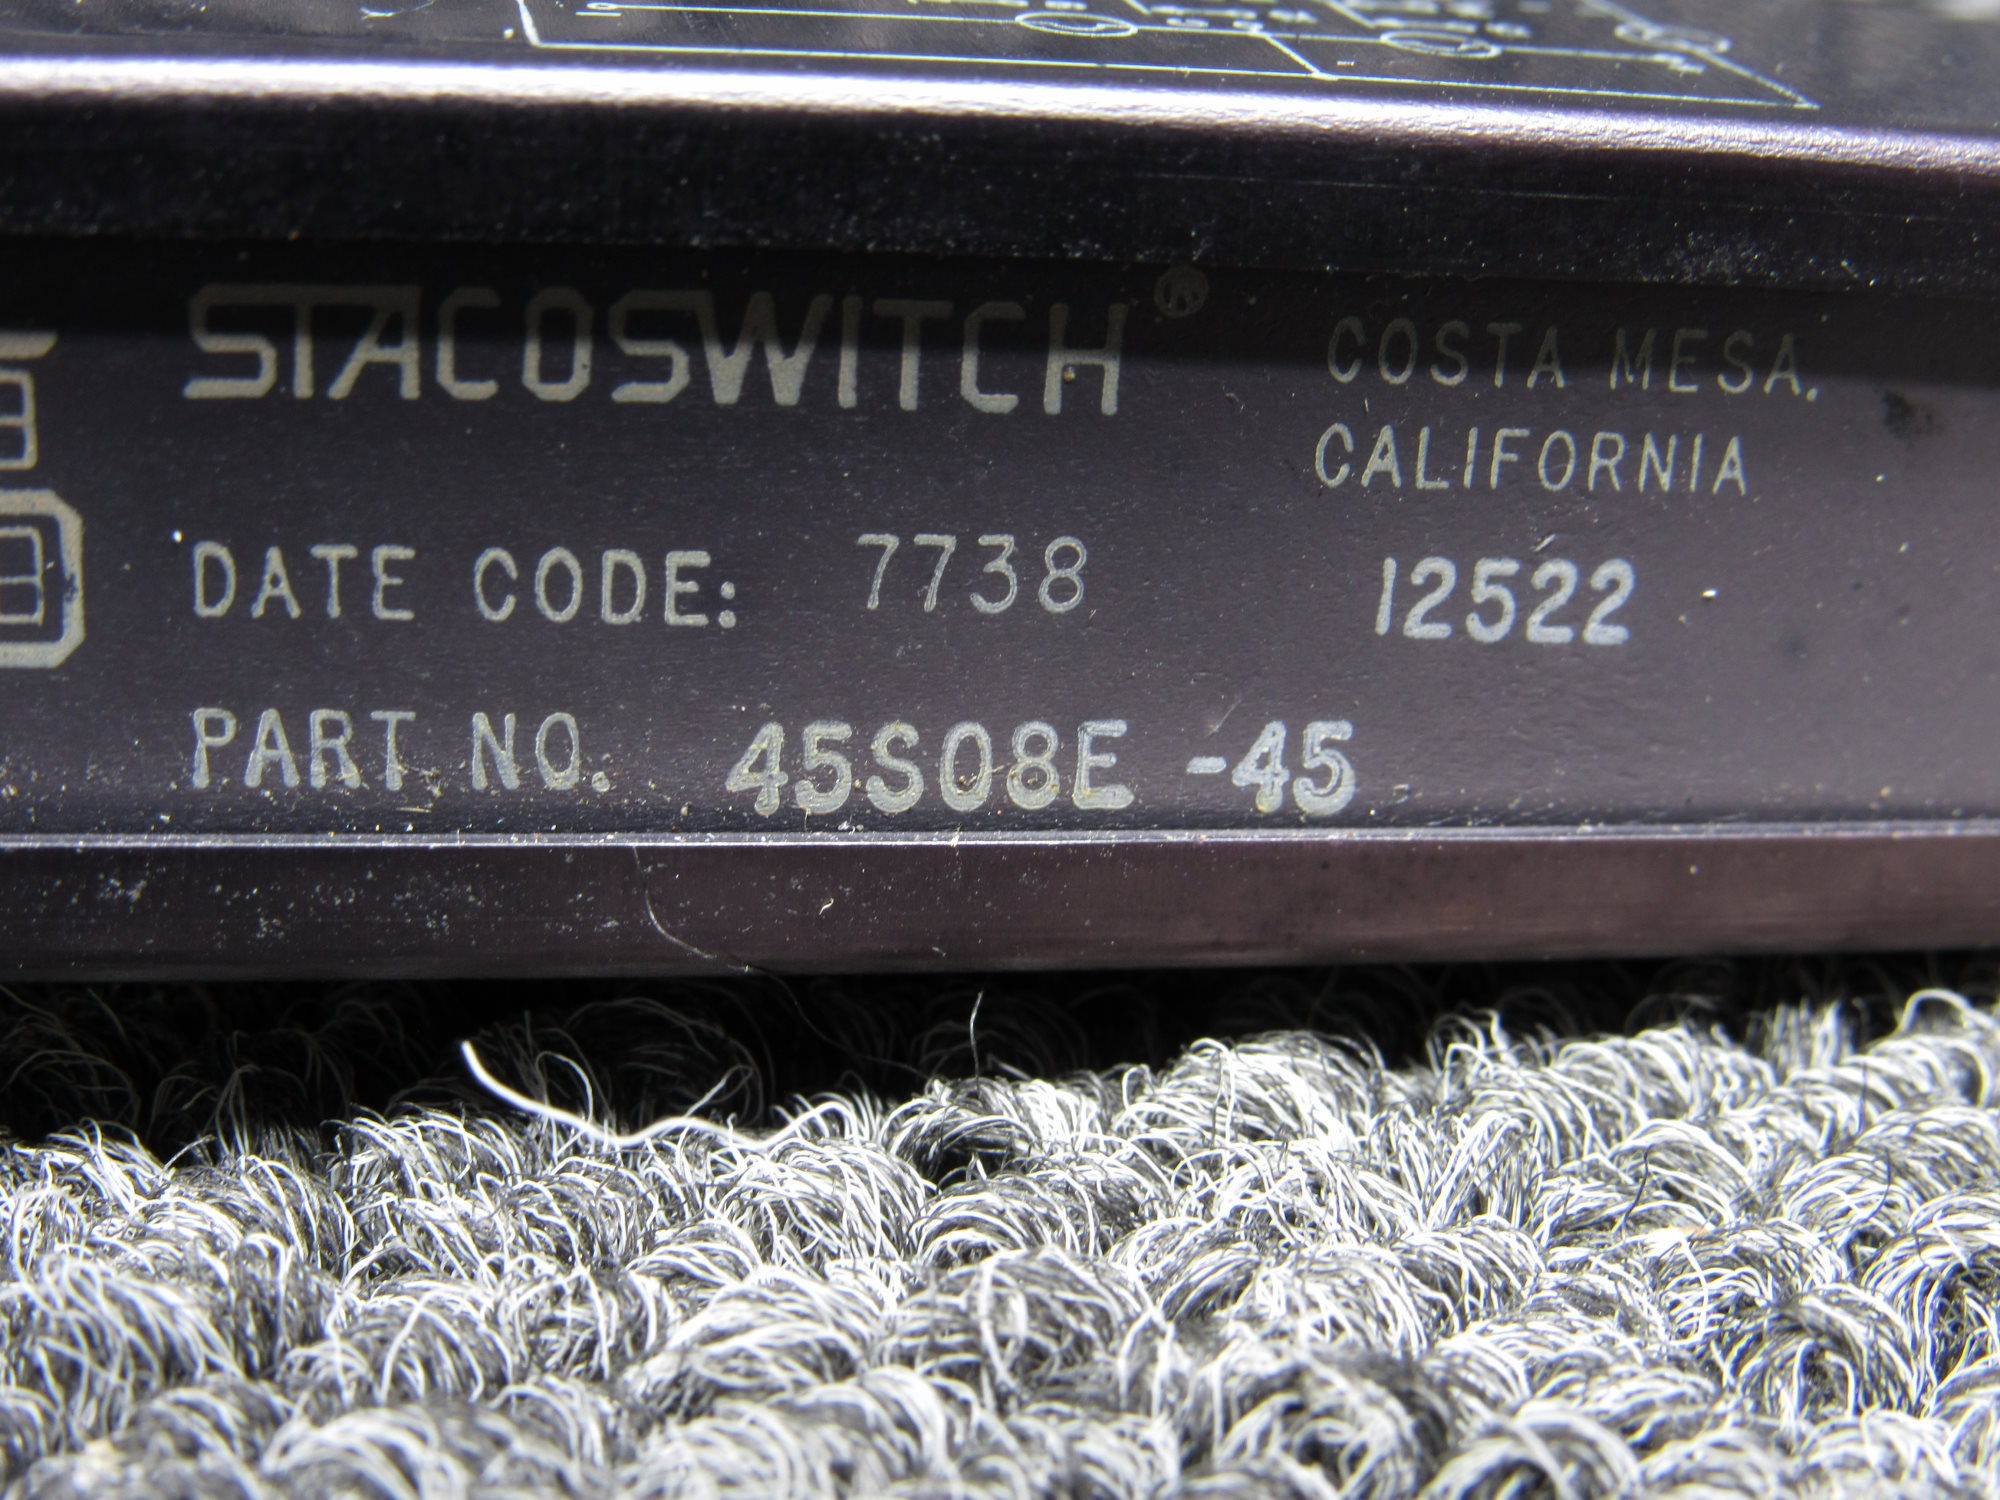 STACOSWITCH® COSTA MESA,
CALIFORNIA
DATE CODE: 7738 12522
PART NO. 45S08E -45